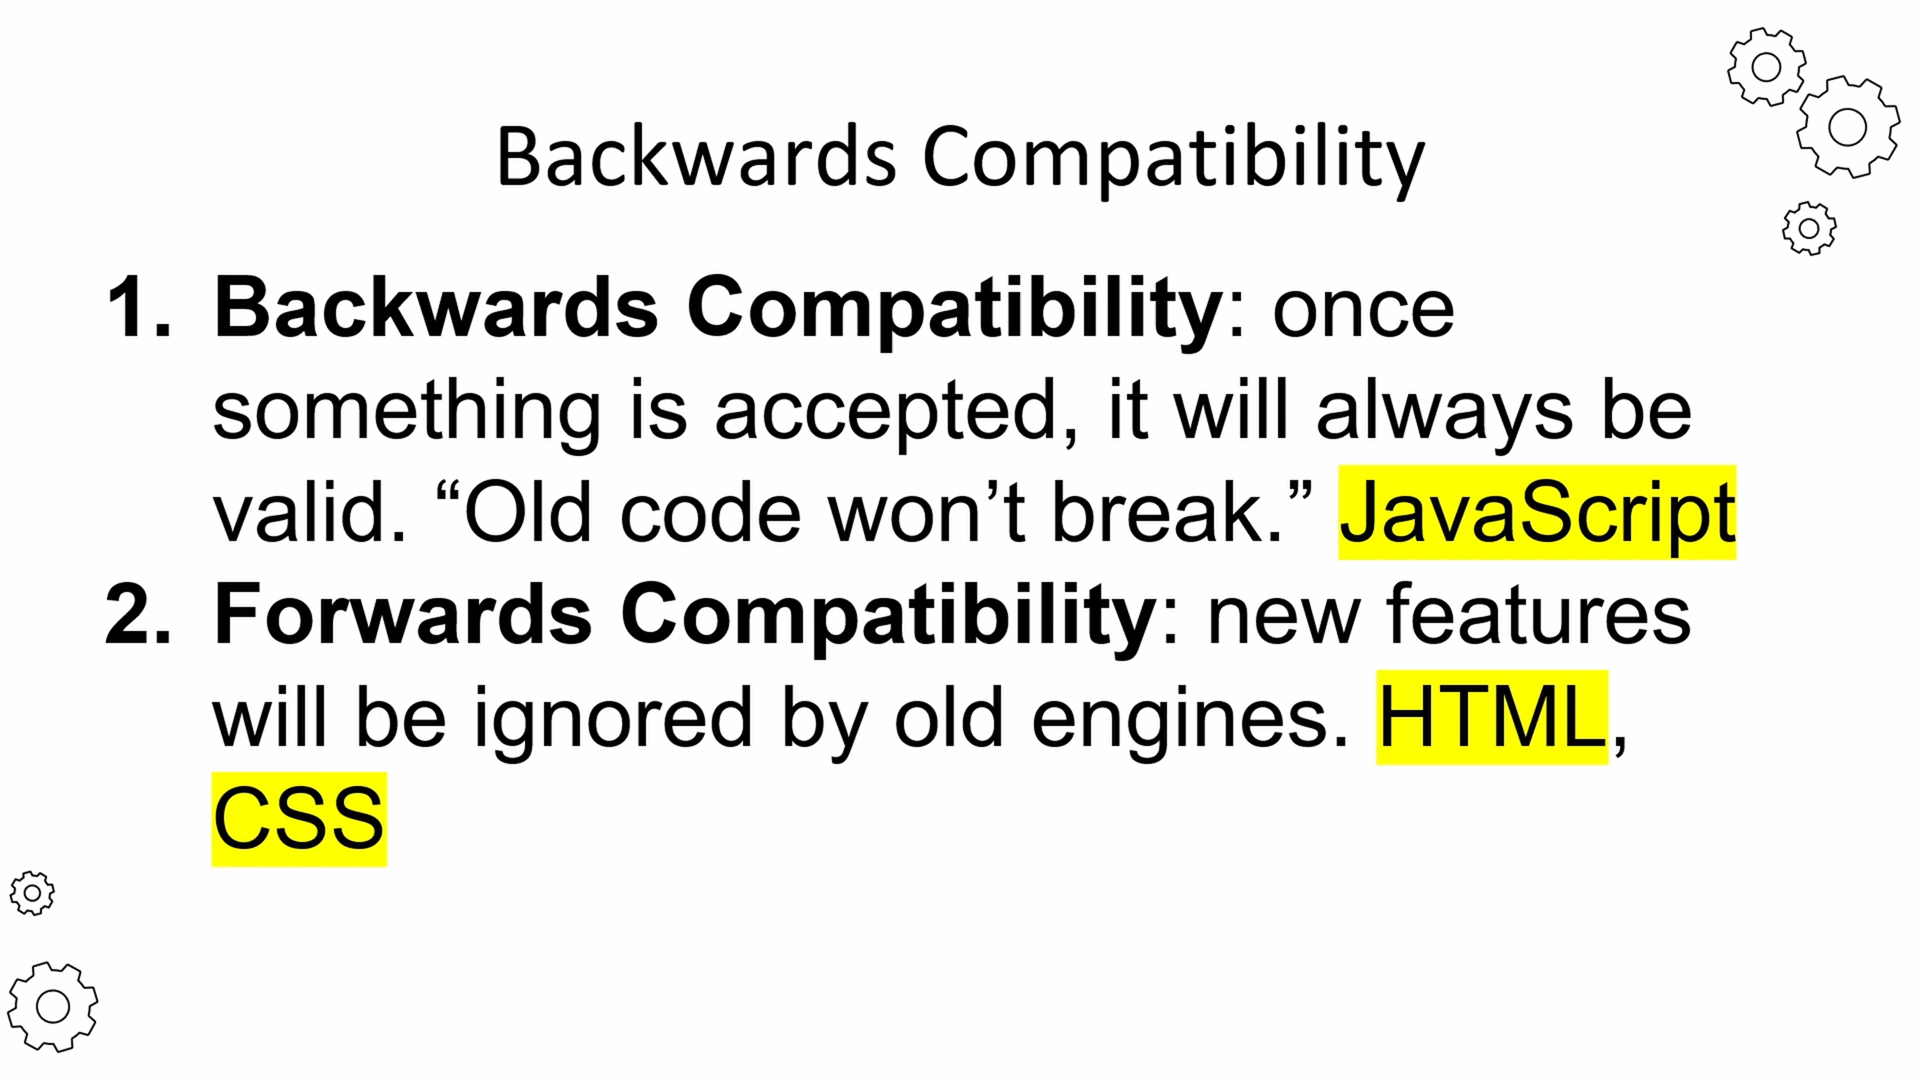 Backwards Compatibility
1. Backwards Compatibility: once
something is accepted, it will always be
valid. “Old code won’t break.” JavaScript
2. Forwards Compatibility: new features
will be ignored by old engines. HTML,
CSS